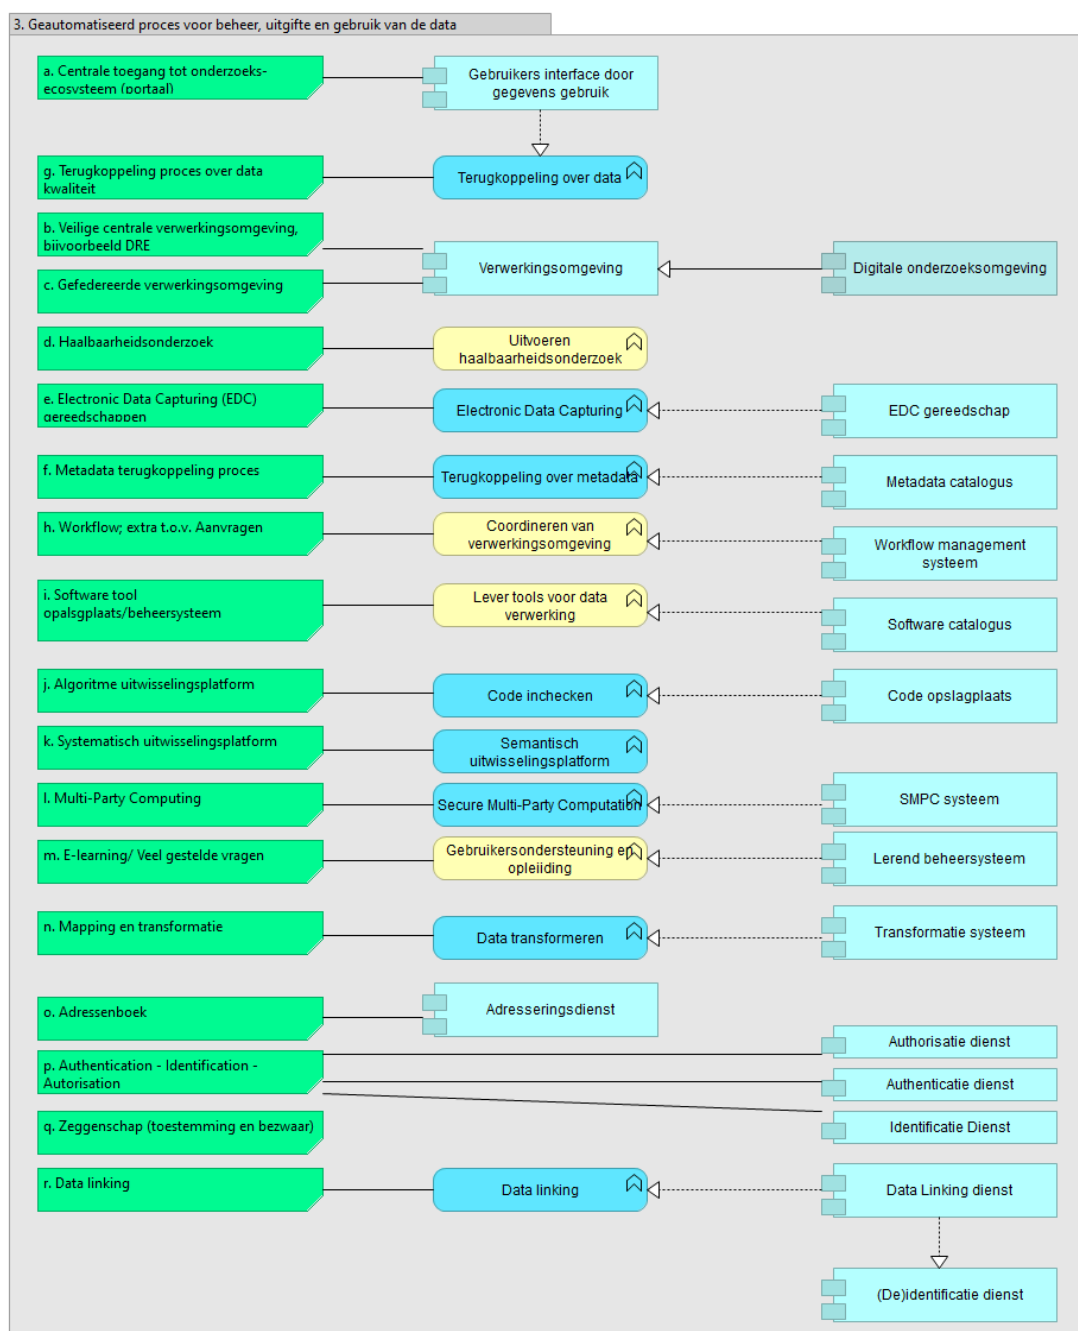 3. Geautomatiseerd proces voor beheer, uitgifte en gebruik van de data
a. Centrale toegang tot onderzoeks-
ecosysteem (portaal)
Gebruikers interface door
gegevens gebruik
g. Terugkoppeling proces over data
kwaliteit
Terugkoppeling over data
b. Veilige centrale verwerkingsomgeving,
bijvoorbeeld DRE
Verwerkingsomgeving
Digitale onderzoeksomgeving
c. Gefedereerde verwerkingsomgeving
d. Haalbaarheidsonderzoek
Uitvoeren
haalbaarheidsonderzoek
e. Electronic Data Capturing (EDC)
gereedschappen
Electronic Data Capturing
EDC gereedschap
f. Metadata terugkoppeling proces
Terugkoppeling over metadata
Metadata catalogus
h. Workflow; extra t.o.v. Aanvragen
Coordineren van
verwerkingsomgeving
Workflow management
systeem
i. Software tool
opalsgplaats/beheersysteem
Lever tools voor data
verwerking
Software catalogus
j. Algoritme uitwisselingsplatform
Code inchecken
Code opslagplaats
k. Systematisch uitwisselingsplatform
Semantisch
uitwisselingsplatform
l. Multi-Party Computing
Secure Multi-Party Computation
SMPC systeem
m. E-learning/ Veel gestelde vragen
Gebruikersondersteuning en
opleiiding
Lerend beheersysteem
n. Mapping en transformatie
Data transformeren
Transformatie systeem
o. Adressenboek
Adresseringsdienst
p. Authentication - Identification -
Autorisation
Authorisatie dienst
Authenticatie dienst
Identificatie Dienst
q. Zeggenschap (toestemming en bezwaar)
r. Data linking
Data linking
Data Linking dienst
(De)identificatie dienst